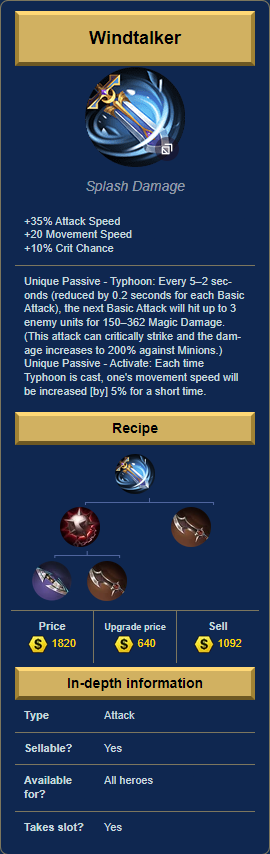 Windtalker
Splash Damage
+35% Attack Speed
+20 Movement Speed
+10% Crit Chance
Unique Passive - Typhoon: Every 5–2 sec-
onds (reduced by 0.2 seconds for each Basic
Attack), the next Basic Attack will hit up to 3
enemy units for 150–362 Magic Damage.
(This attack can critically strike and the dam-
age increases to 200% against Minions.)
Unique Passive - Activate: Each time
Typhoon is cast, one's movement speed will
be increased [by] 5% for a short time.
Recipe
Price
1820
Upgrade price
640
Sell
1092
In-depth information
Type Attack
Sellable? Yes
Available All heroes
for?
Takes slot? Yes